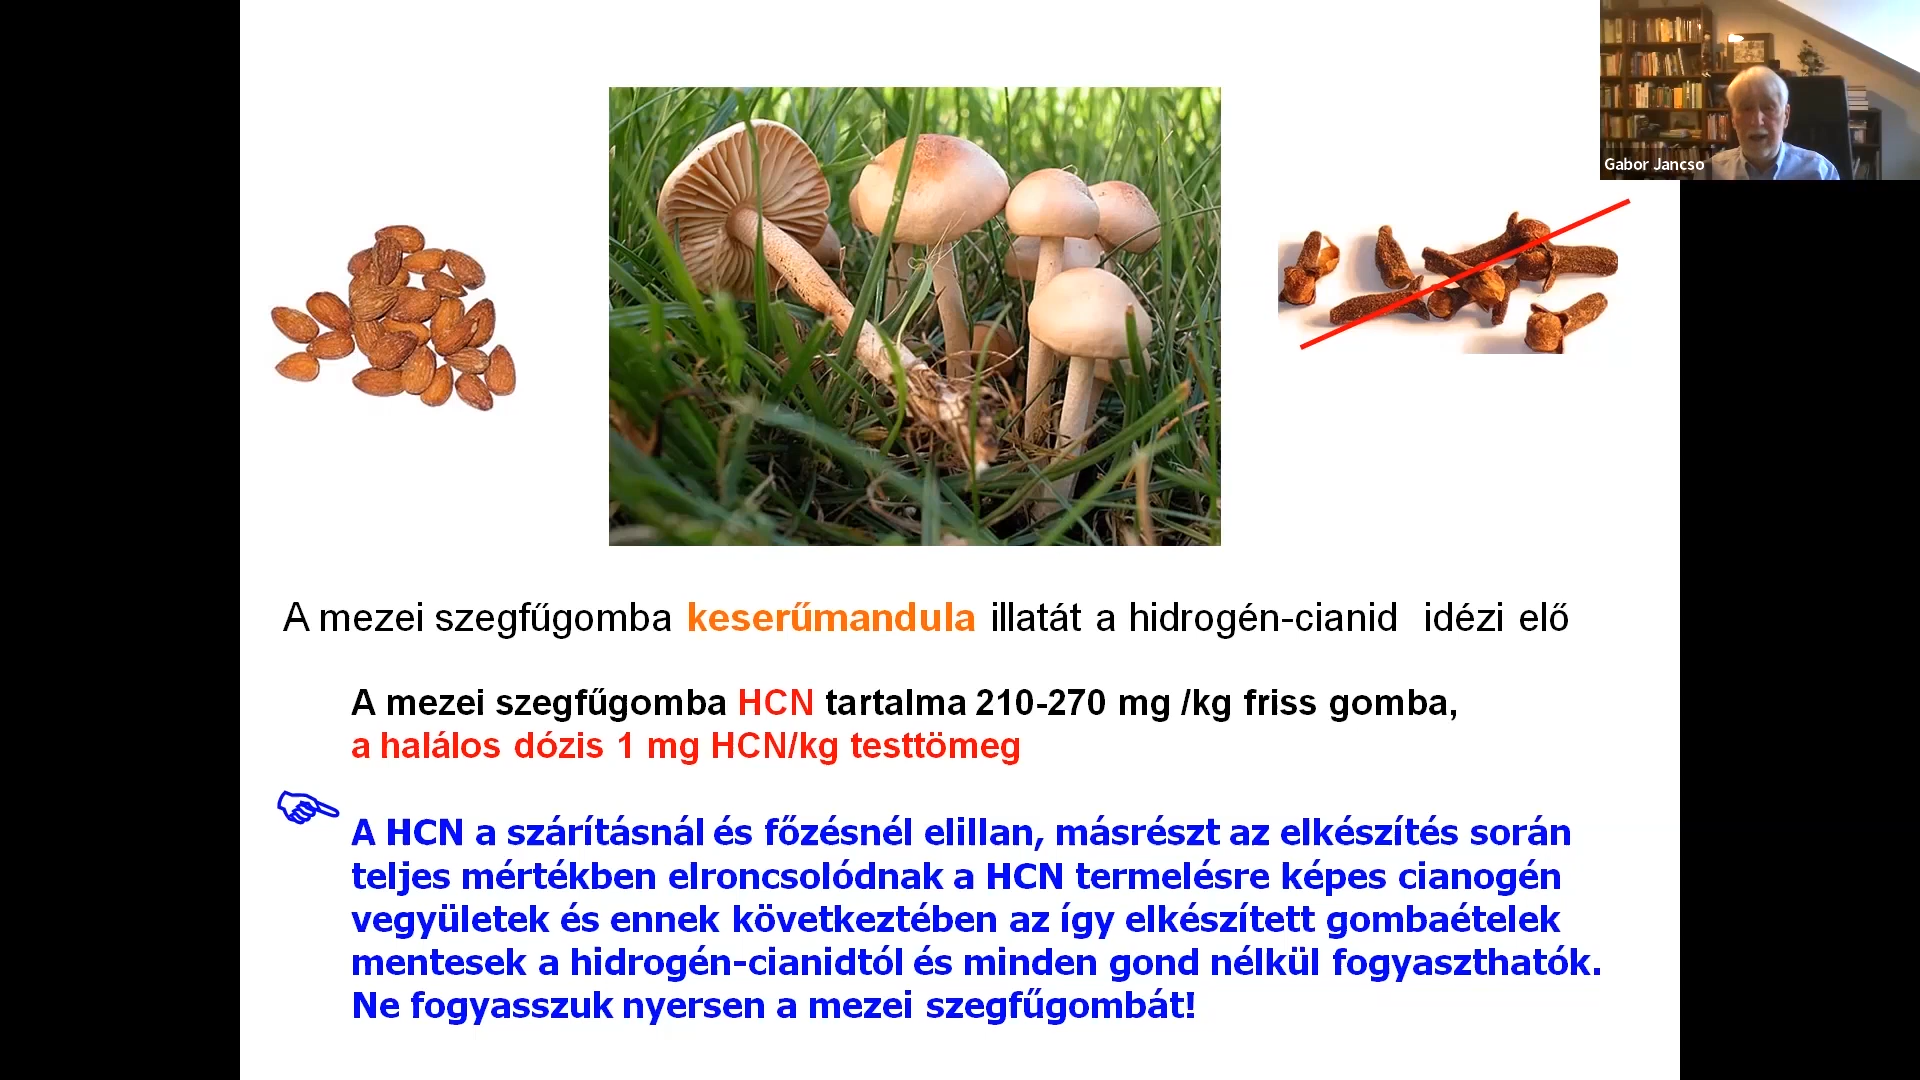 Gabor Jancso
A mezei szegfűgomba keserűmandula illatát a hidrogén-cianid idézi elő
A mezei szegfűgomba HCN tartalma 210-270 mg /kg friss gomba,
a halálos dózis 1 mg HCN/kg testtömeg
A HCN a szárításnál és főzésnél elillan, másrészt az elkészítés során
teljes mértékben elroncsolódnak a HCN termelésre képes cianogén
vegyületek és ennek következtében az így elkészített gombaételek
mentesek a hidrogén-cianidtól és minden gond nélkül fogyaszthatók.
Ne fogyasszuk nyersen a mezei szegfűgombát!